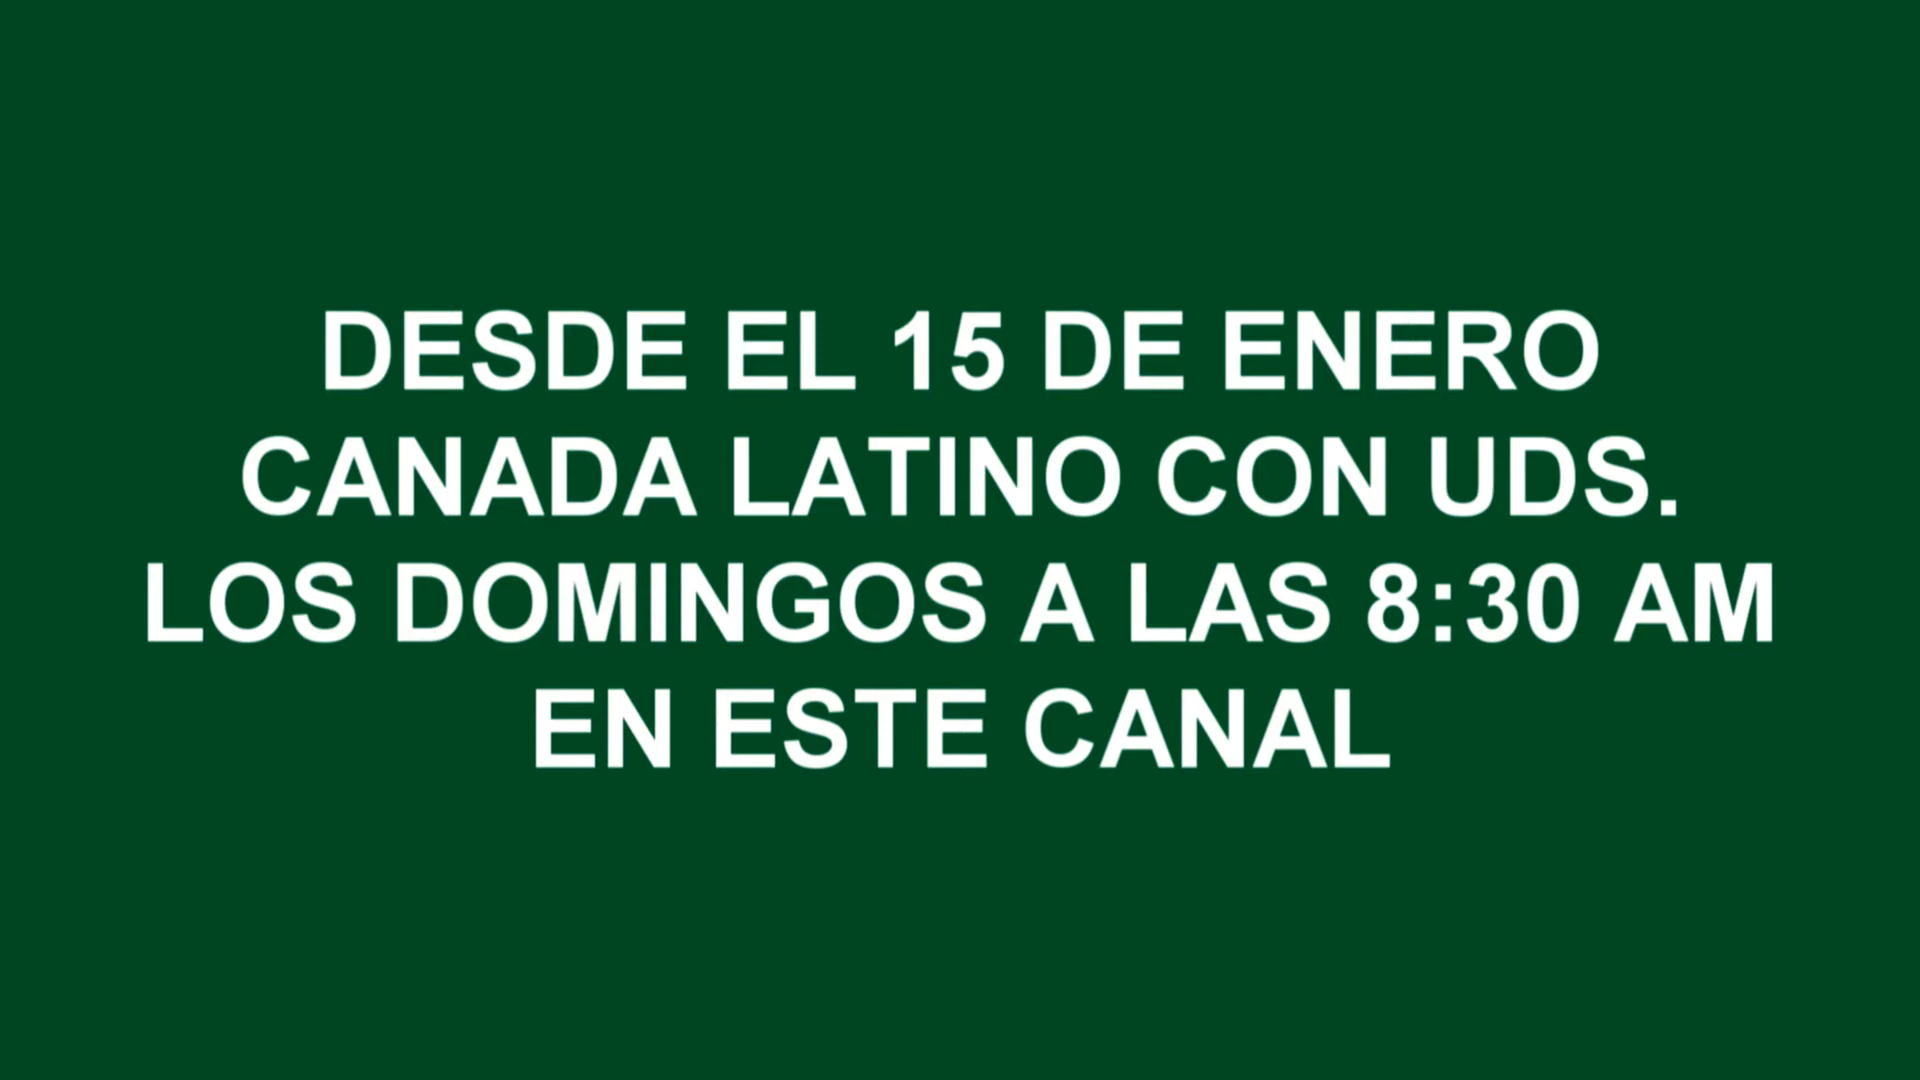 DESDE EL 15 DE ENERO
CANADA LATINO CON UDS.
LOS DOMINGOS A LAS 8:30 AM
EN ESTE CANAL